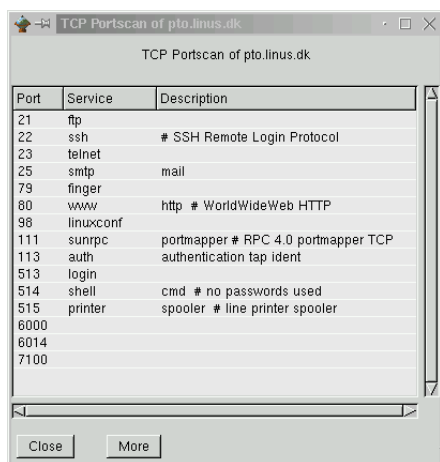 TCP Portscan of pto.linus.dk
TCP Portscan of pto.linus.dk
Port Service Description
21 ftp
22 ssh # SSH Remote Login Protocol
23 telnet
25 smtp mail
79 finger
80 www http # WorldWideWeb HTTP
98 linuxconf
111 sunrpc portmapper # RPC 4.0 portmapper TCP
113 auth authentication tap ident
513 login
514 shell cmd # no passwords used
515 printer spooler # line printer spooler
6000
6014
7100
Close More